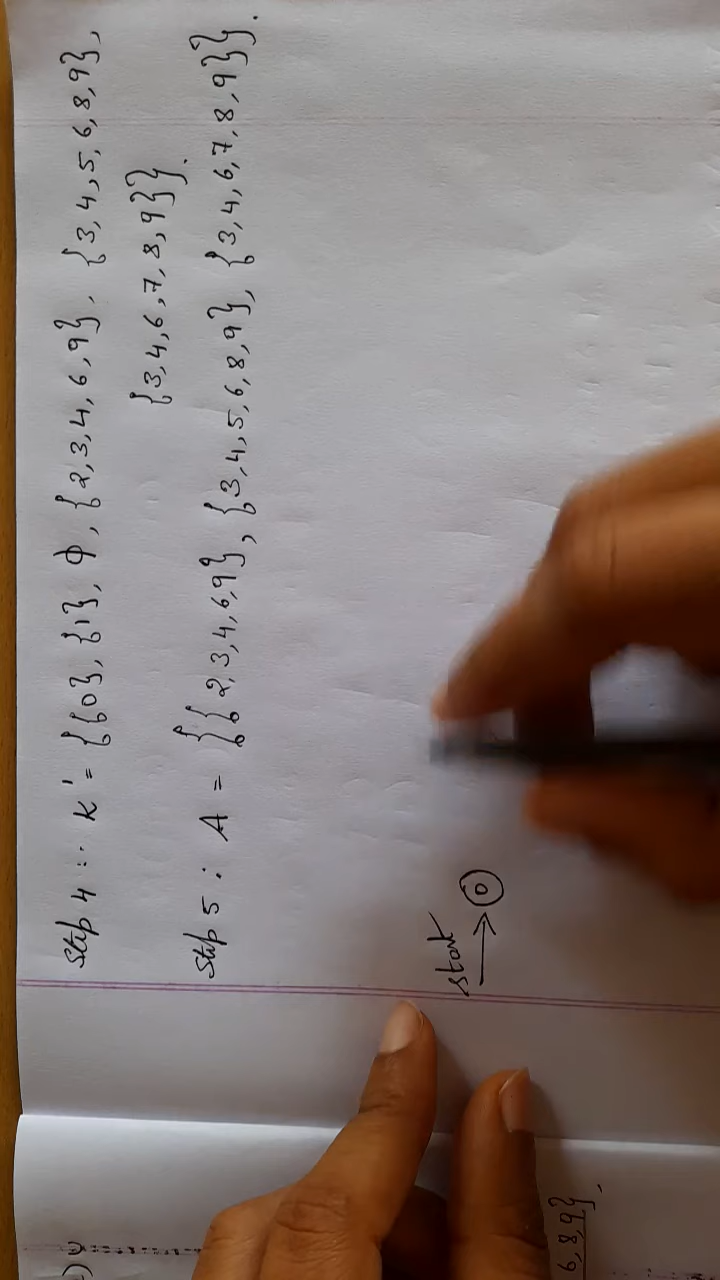 Step 4 :. K' = {{0}, {1}, φ, {2,3,4,6,9}, {3,4,5,6,8,9},
{3,4,6,7,8,9}}.
Step 5 : A = {{2,3,4,6,9}, {3,4,5,6,8,9}, {3,4,6,7,8,9}}.
start
→ 0
6,8,9},